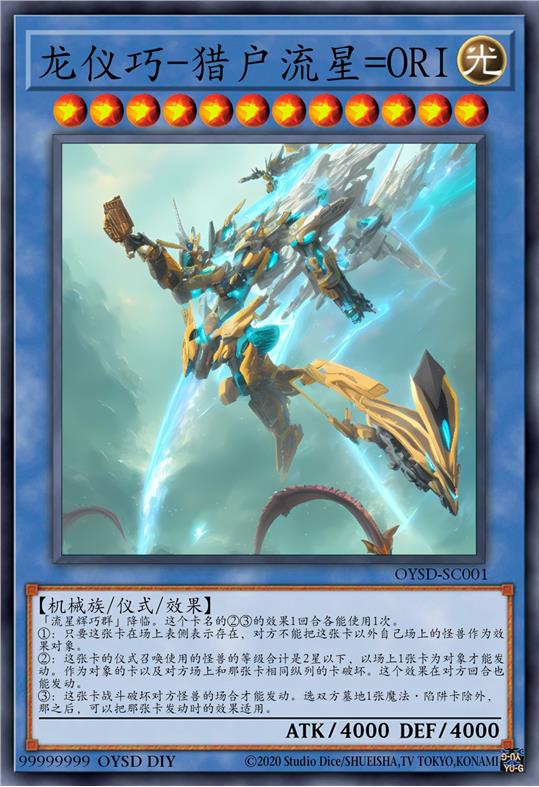 龙仪巧-猎户流星=ORI
光
OYSD-SC001
【机械族/仪式/效果】
「流星辉巧群」降临。这个卡名的②③的效果1回合各能使用1次。
①：只要这张卡在场上表侧表示存在，对方不能把这张卡以外自己场上的怪兽作为效
果对象。
②：这张卡的仪式召唤使用的怪兽的等级合计是2星以下，以场上1张卡为对象才能发
动。作为对象的卡以及对方场上和那张卡相同纵列的卡破坏。这个效果在对方回合也
能发动。
③：这张卡战斗破坏对方怪兽的场合才能发动。选双方墓地1张魔法·陷阱卡除外，
那之后，可以把那张卡发动时的效果适用。
ATK/4000 DEF/4000
99999999 OYSD DIY
©2020 Studio Dice/SHUEISHA,TV TOKYO,KONAMI
YU-G